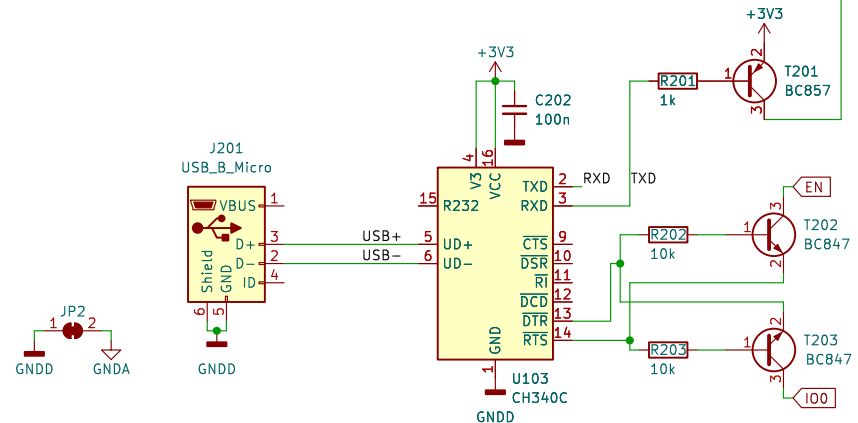 +3V3
2
T201
BC857
1
R201
1k
3
+3V3
C202
100n
J201
USB_B_Micro
4
16
V3
VCC
VBUS 1
D+ 3
D- 2
ID 4
Shield
GND
6
5
GNDD
USB+
USB-
15 R232
5 UD+
6 UD-
TXD 2 RXD
RXD 3 TXD
CTS 9
DSR 10
RI 11
DCD 12
DTR 13
RTS 14
GND
1
U103
CH340C
GNDD
EN
3
R202
10k
1
T202
BC847
2
2
R203
10k
1
T203
BC847
3
IO0
JP2
1
2
GNDD
GNDA